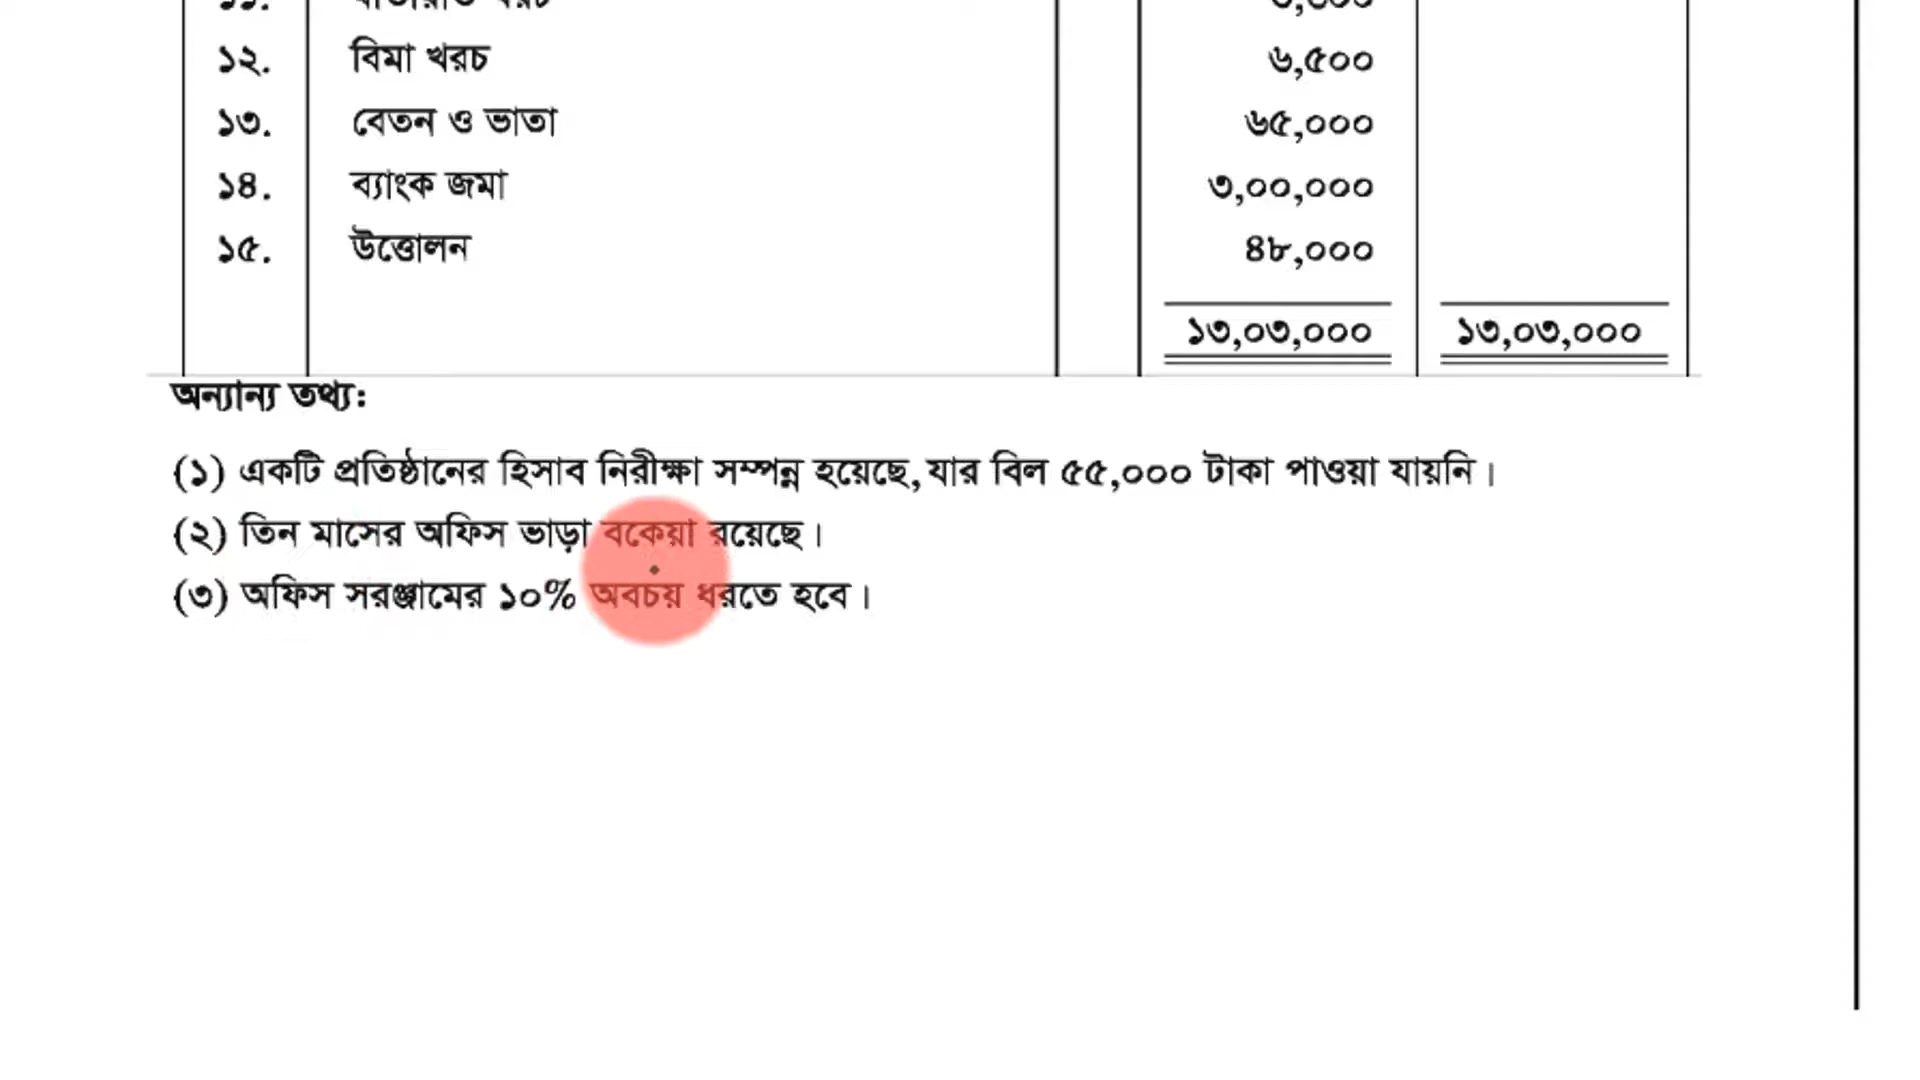 ১২. বিমা খরচ ৬,৫০০
১৩. বেতন ও ভাতা ৬৫,০০০
১৪. ব্যাংক জমা ৩,০০,০০০
১৫. উত্তোলন ৪৮,০০০
১৩,০৩,০০০ ১৩,০৩,০০০
অন্যান্য তথ্য:
(১) একটি প্রতিষ্ঠানের হিসাব নিরীক্ষা সম্পন্ন হয়েছে, যার বিল ৫৫,০০০ টাকা পাওয়া যায়নি।
(২) তিন মাসের অফিস ভাড়া বকেয়া রয়েছে।
(৩) অফিস সরঞ্জামের ১০% অবচয় ধরতে হবে।